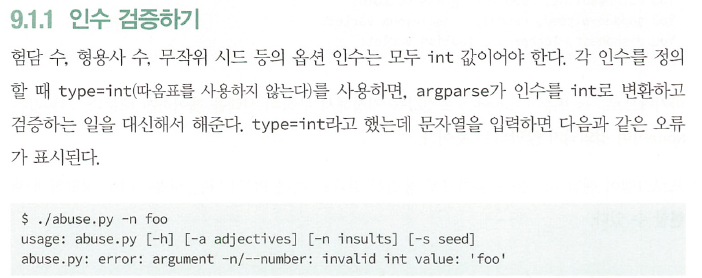 9.1.1 인수 검증하기
험담 수, 형용사 수, 무작위 시드 등의 옵션 인수는 모두 int 값이어야 한다. 각 인수를 정의
할 때 type=int(따옴표를 사용하지 않는다)를 사용하면, argparse가 인수를 int로 변환하고
검증하는 일을 대신해서 해준다. type=int라고 했는데 문자열을 입력하면 다음과 같은 오류
가 표시된다.
$ ./abuse.py -n foo
usage: abuse.py [-h] [-a adjectives] [-n insults] [-s seed]
abuse.py: error: argument -n/--number: invalid int value: 'foo'